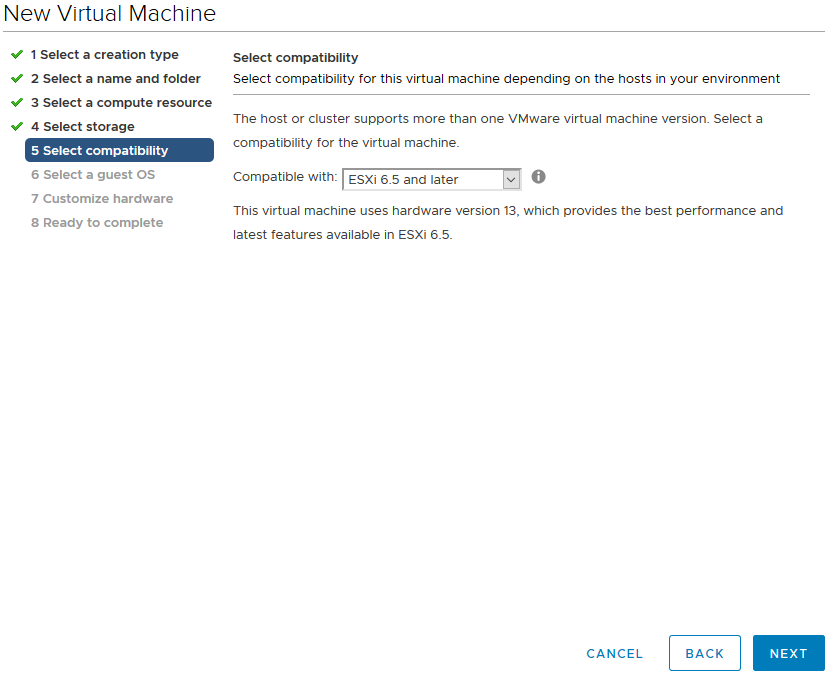 New Virtual Machine
1 Select a creation type
2 Select a name and folder
3 Select a compute resource
4 Select storage
5 Select compatibility
6 Select a guest OS
7 Customize hardware
8 Ready to complete
Select compatibility
Select compatibility for this virtual machine depending on the hosts in your environment
The host or cluster supports more than one VMware virtual machine version. Select a
compatibility for the virtual machine.
Compatible with: ESXi 6.5 and later
This virtual machine uses hardware version 13, which provides the best performance and
latest features available in ESXi 6.5.
CANCEL BACK NEXT